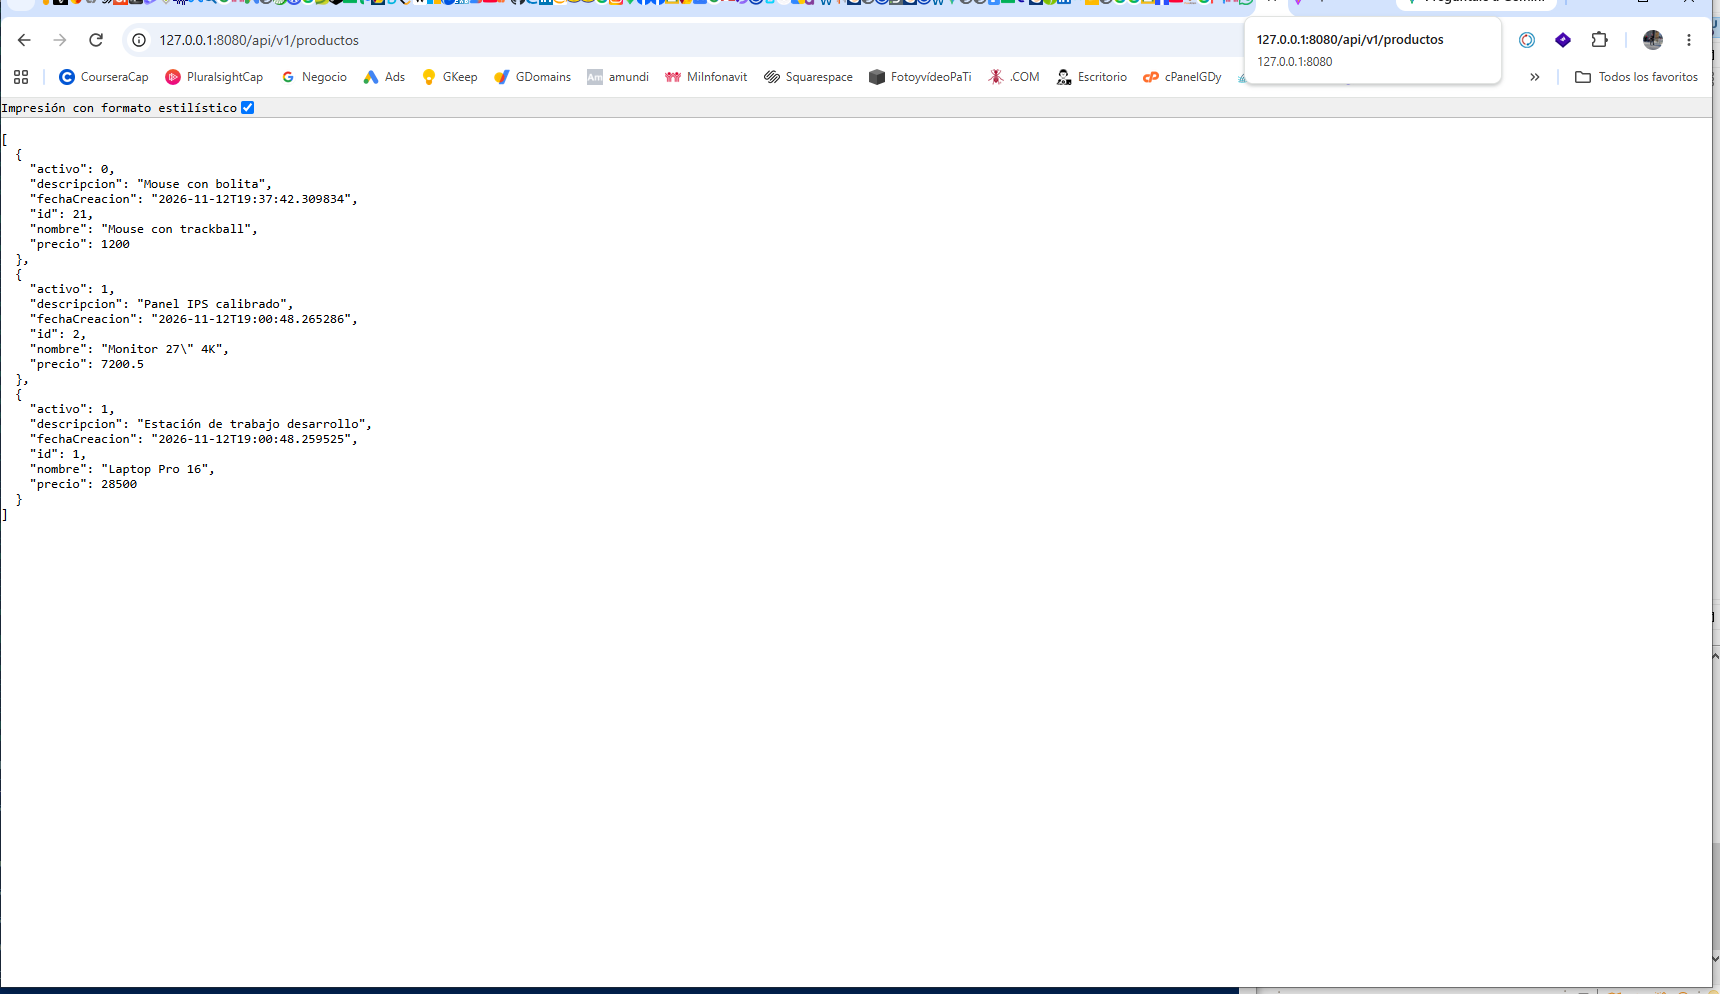 127.0.0.1:8080/api/v1/productos
127.0.0.1:8080/api/v1/productos
127.0.0.1:8080
CourseraCap PluralsightCap Negocio Ads GKeep GDomains amundi MiInfonavit Squarespace FotoyvídeoPaTi .COM Escritorio cPanelGDy » Todos los favoritos
Impresión con formato estilístico
[
  {
    "activo": 0,
    "descripcion": "Mouse con bolita",
    "fechaCreacion": "2026-11-12T19:37:42.309834",
    "id": 21,
    "nombre": "Mouse con trackball",
    "precio": 1200
  },
  {
    "activo": 1,
    "descripcion": "Panel IPS calibrado",
    "fechaCreacion": "2026-11-12T19:00:48.265286",
    "id": 2,
    "nombre": "Monitor 27\" 4K",
    "precio": 7200.5
  },
  {
    "activo": 1,
    "descripcion": "Estación de trabajo desarrollo",
    "fechaCreacion": "2026-11-12T19:00:48.259525",
    "id": 1,
    "nombre": "Laptop Pro 16",
    "precio": 28500
  }
]